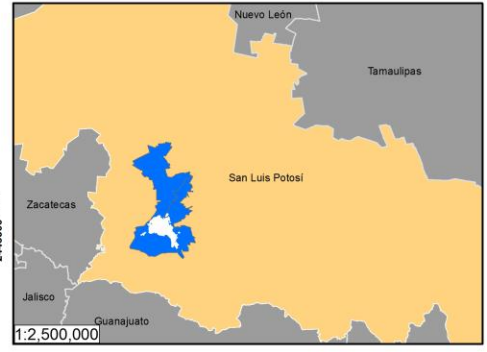 Nuevo León
Tamaulipas
San Luis Potosí
Zacatecas
Jalisco
Guanajuato
1:2,500,000